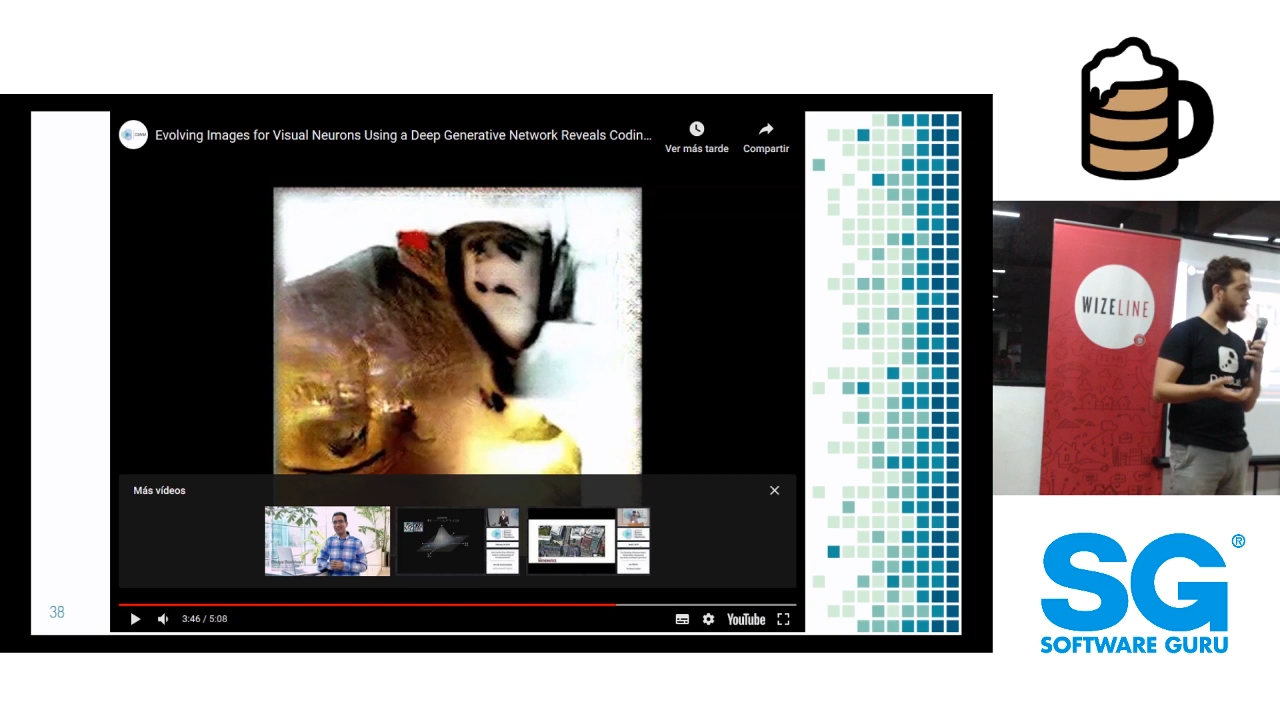 Evolving Images for Visual Neurons Using a Deep Generative Network Reveals Codin...
Ver más tarde
Compartir
Más vídeos
3:46 / 5:08
YouTube
38
WIZELINE
SG®
SOFTWARE GURU